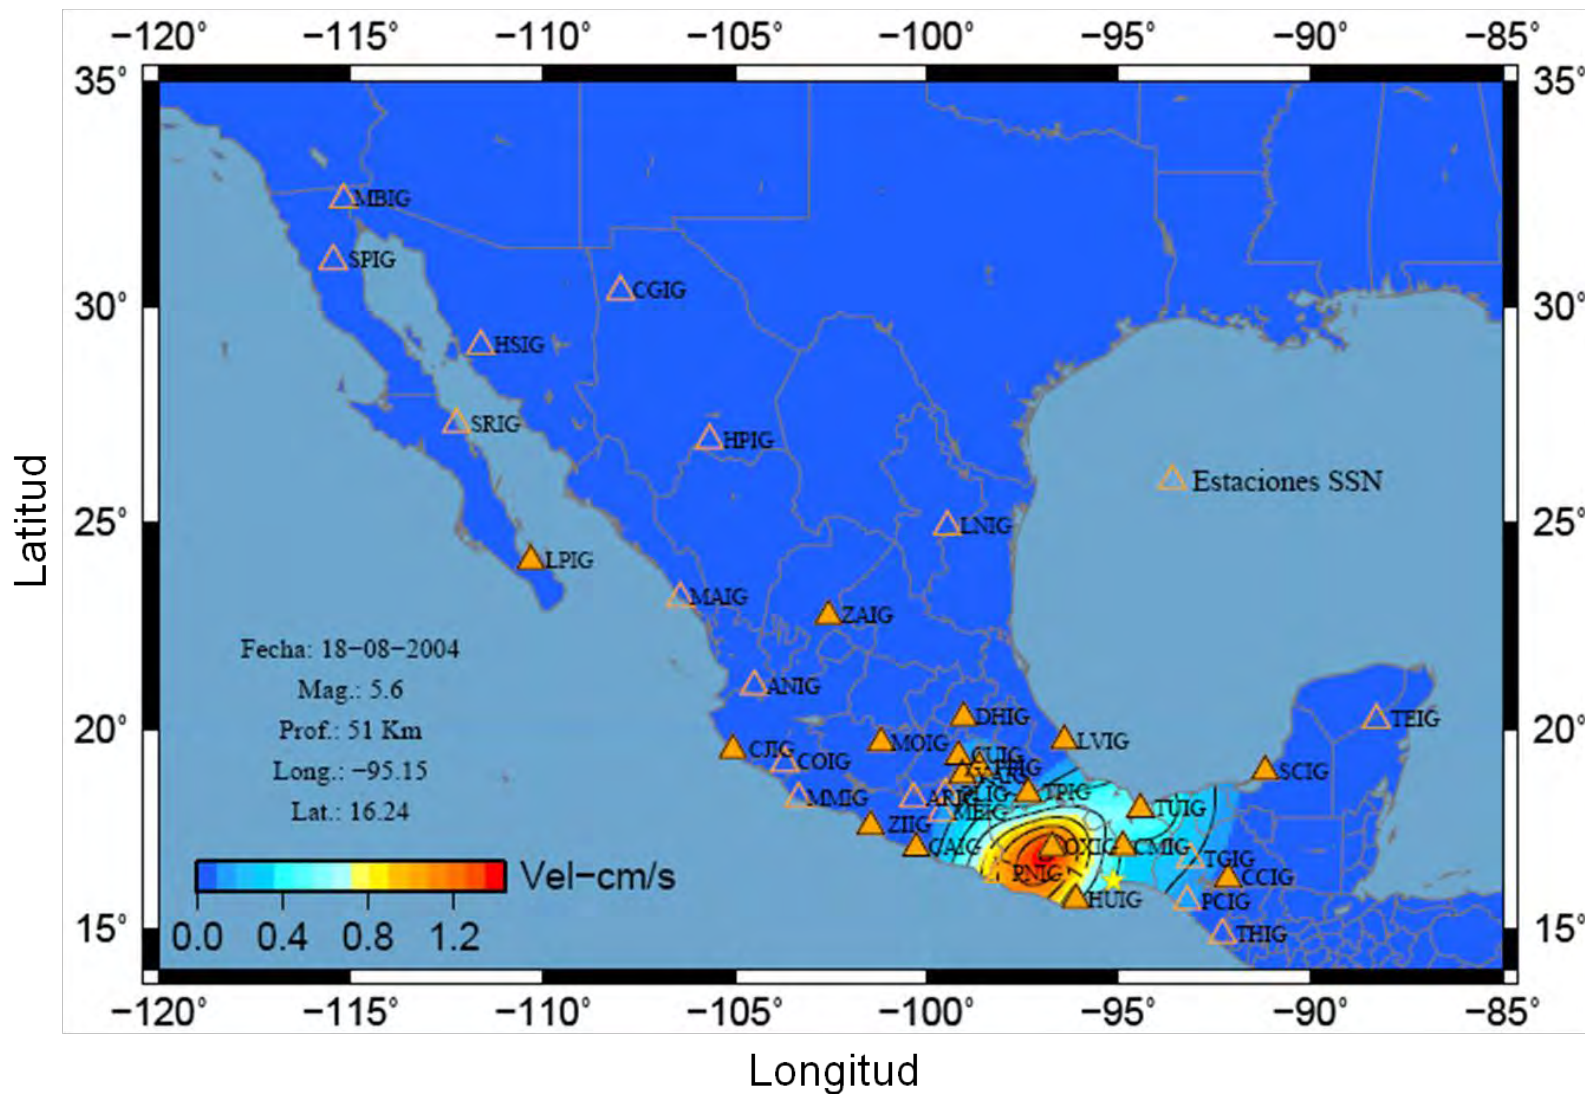 −120° −115° −110° −105° −100° −95° −90° −85°
35° 35°
MBIG
SPIG
CGIG
30° 30°
HSIG
SRIG
HPIG
Estaciones SSN
25° 25°
LNIG
LPIG
MAIG
ZAIG
Fecha: 18−08−2004
Mag.: 5.6
Prof.: 51 Km
Long.: −95.15
Lat.: 16.24
ANIG
20° 20°
DHIG
TEIG
CJIG
MOIG
LVIG
COIG
CUIG
SCIG
MMIG
ARIG
TPIG
TUIG
ZIIG
MEIG
CAIG
OXIG
CMIG
TGIG
PNIG
CCIG
HUIG
PCIG
THIG
Vel−cm/s
0.0 0.4 0.8 1.2
15° 15°
−120° −115° −110° −105° −100° −95° −90° −85°
Latitud
Longitud